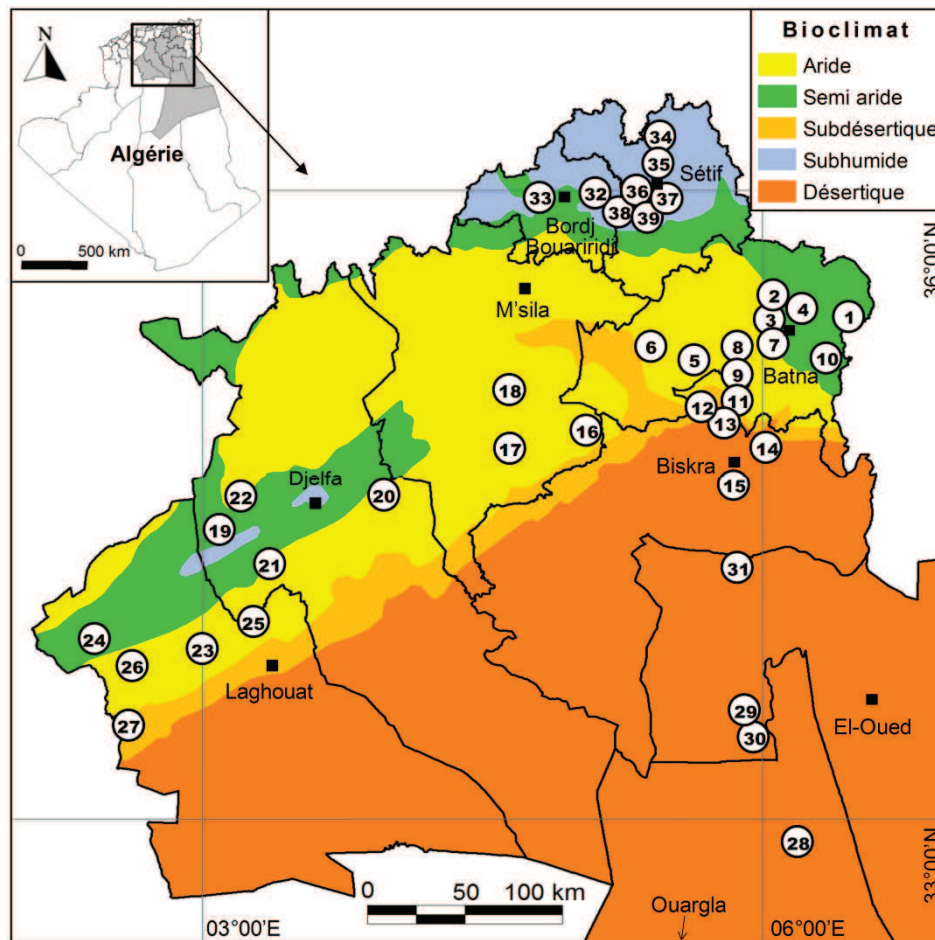 N
Algérie
0 500 km
Bioclimat
Aride
Semi aride
Subdésertique
Subhumide
Désertique
34
35
Sétif
36
32
33
37
38
39
Bordj
Bouariridj
36°00'N
M'sila
2
4
3
1
7
8
6
5
10
9
Batna
18
11
12
13
16
17
14
Biskra
15
Djelfa
22
20
19
21
31
25
24
23
26
Laghouat
27
29
El-Oued
30
28
33°00'N
0 50 100 km
Ouargla
03°00'E
06°00'E